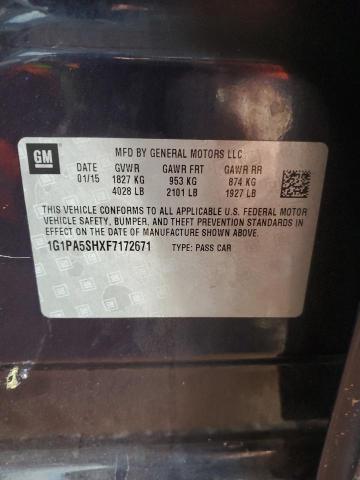 GM
MFD BY GENERAL MOTORS LLC
DATE GVWR GAWR FRT GAWR RR
01/15 1827 KG 953 KG 874 KG
4028 LB 2101 LB 1927 LB
THIS VEHICLE CONFORMS TO ALL APPLICABLE U.S. FEDERAL MOTOR
VEHICLE SAFETY, BUMPER, AND THEFT PREVENTION STANDARDS
IN EFFECT ON THE DATE OF MANUFACTURE SHOWN ABOVE.
1G1PA5SHXF7172671 TYPE: PASS CAR